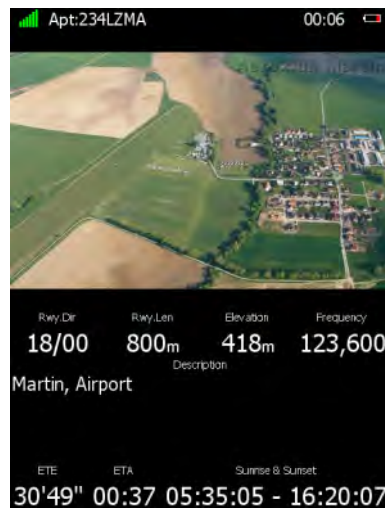 Apt:234LZMA 00:06
Rwy.Dir Rwy.Len Elevation Frequency
18/00 800m 418m 123,600
Description
Martin, Airport
ETE ETA Sunrise & Sunset
30'49" 00:37 05:35:05 - 16:20:07